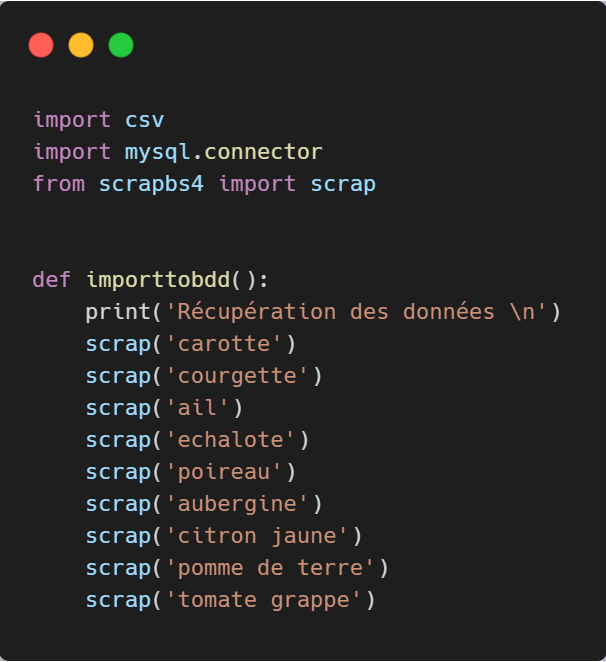 import csv
import mysql.connector
from scrapbs4 import scrap
def importtobdd():
    print('Récupération des données \n')
    scrap('carotte')
    scrap('courgette')
    scrap('ail')
    scrap('echalote')
    scrap('poireau')
    scrap('aubergine')
    scrap('citron jaune')
    scrap('pomme de terre')
    scrap('tomate grappe')